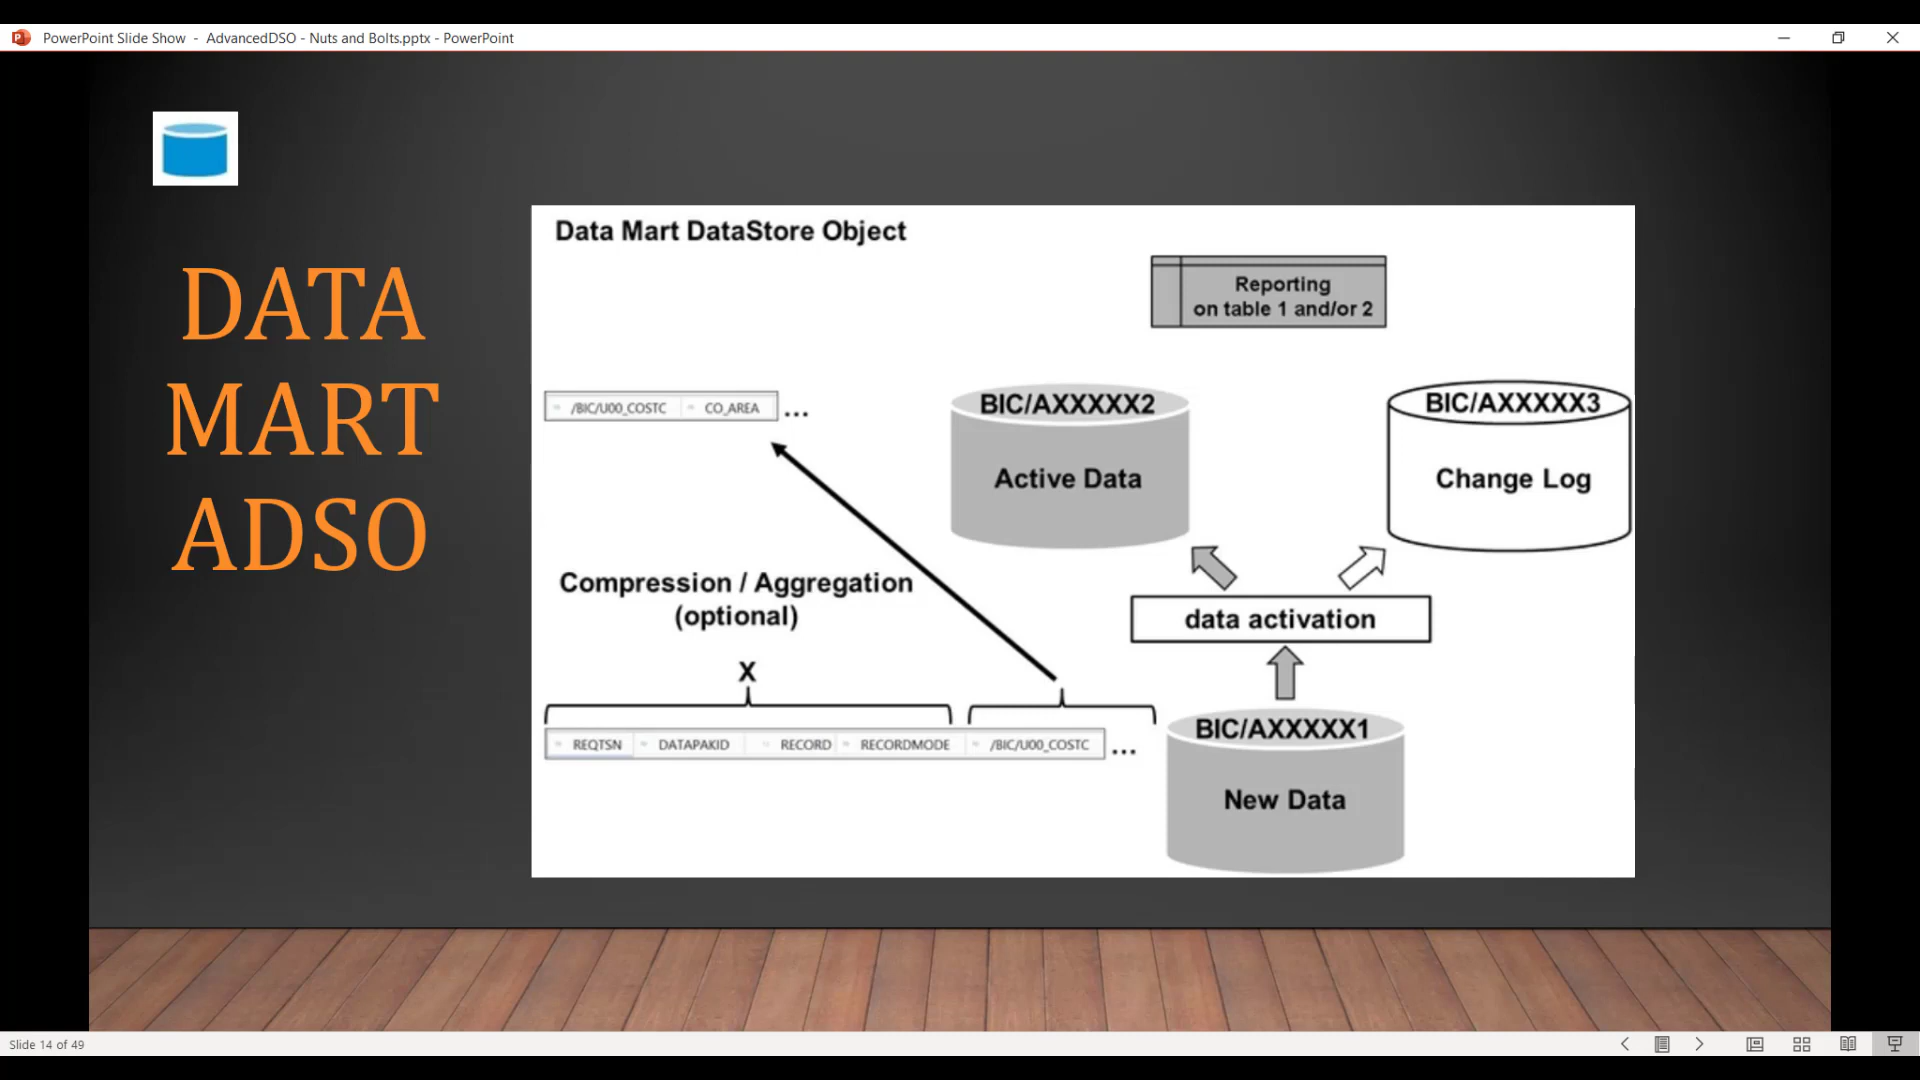 PowerPoint Slide Show - AdvancedDSO - Nuts and Bolts.pptx - PowerPoint
DATA
MART
ADSO
Data Mart DataStore Object
Reporting
on table 1 and/or 2
/BIC/U00_COSTC CO_AREA ...
BIC/AXXXXX2
Active Data
BIC/AXXXXX3
Change Log
Compression / Aggregation
(optional)
X
data activation
REQTSN DATAPAKID RECORD RECORDMODE /BIC/U00_COSTC ...
BIC/AXXXXX1
New Data
Slide 14 of 49